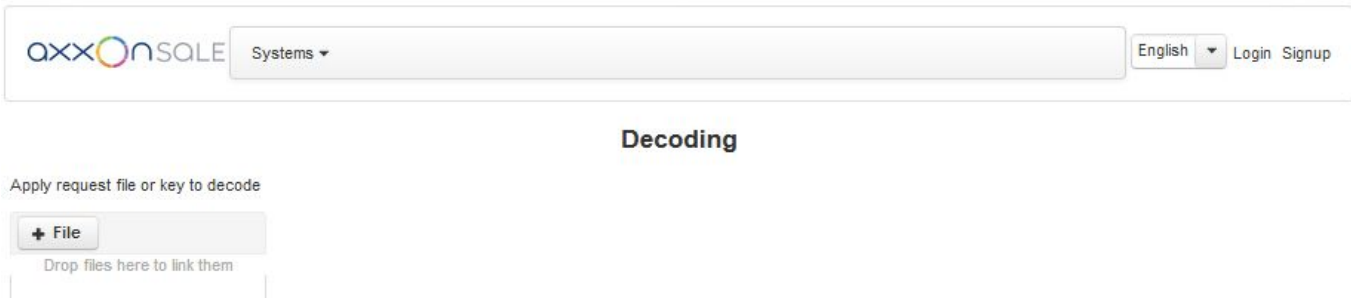 axxOnSALE Systems English Login Signup
Decoding
Apply request file or key to decode
+ File
Drop files here to link them